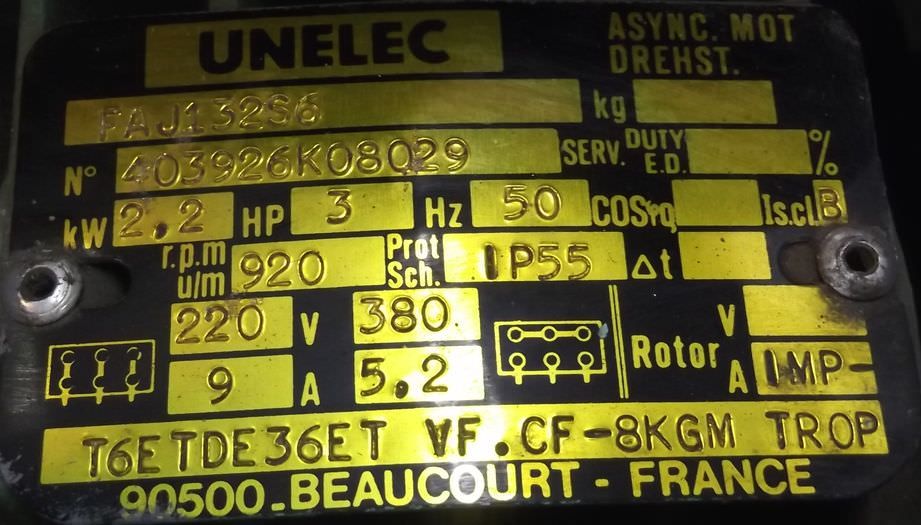 UNELEC
ASYNC. MOT
DREHST.
FAJ132S6 kg
N° 403926K08029 SERV. DUTY E.D. %
kW 2,2 HP 3 Hz 50 COSφ Is.cl. B
r.p.m u/m 920 Prot Sch. IP55 Δt
220 V 380 Rotor V
9 A 5,2 A IMP-
T6ETDE36ET VF.CF-8KGM TROP
90500-BEAUCOURT - FRANCE